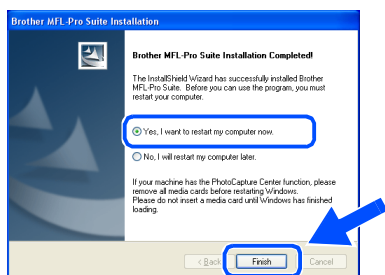 Brother MFL-Pro Suite Installation
Brother MFL-Pro Suite Installation Completed!
The InstallShield Wizard has successfully installed Brother
MFL-Pro Suite. Before you can use the program, you must
restart your computer.
Yes, I want to restart my computer now.
No, I will restart my computer later.
If your machine has the PhotoCapture Center function, please
remove all media cards before restarting Windows.
Please do not insert a media card until Windows has finished
loading.
< Back Finish Cancel